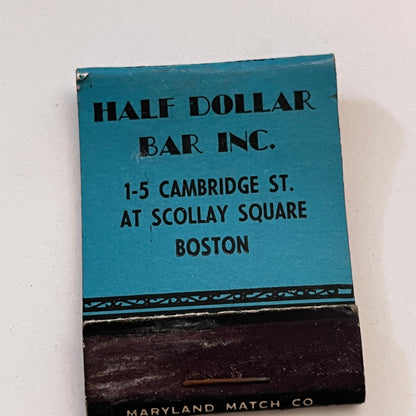 HALF DOLLAR
BAR INC.
1-5 CAMBRIDGE ST.
AT SCOLLAY SQUARE
BOSTON
MARYLAND MATCH CO